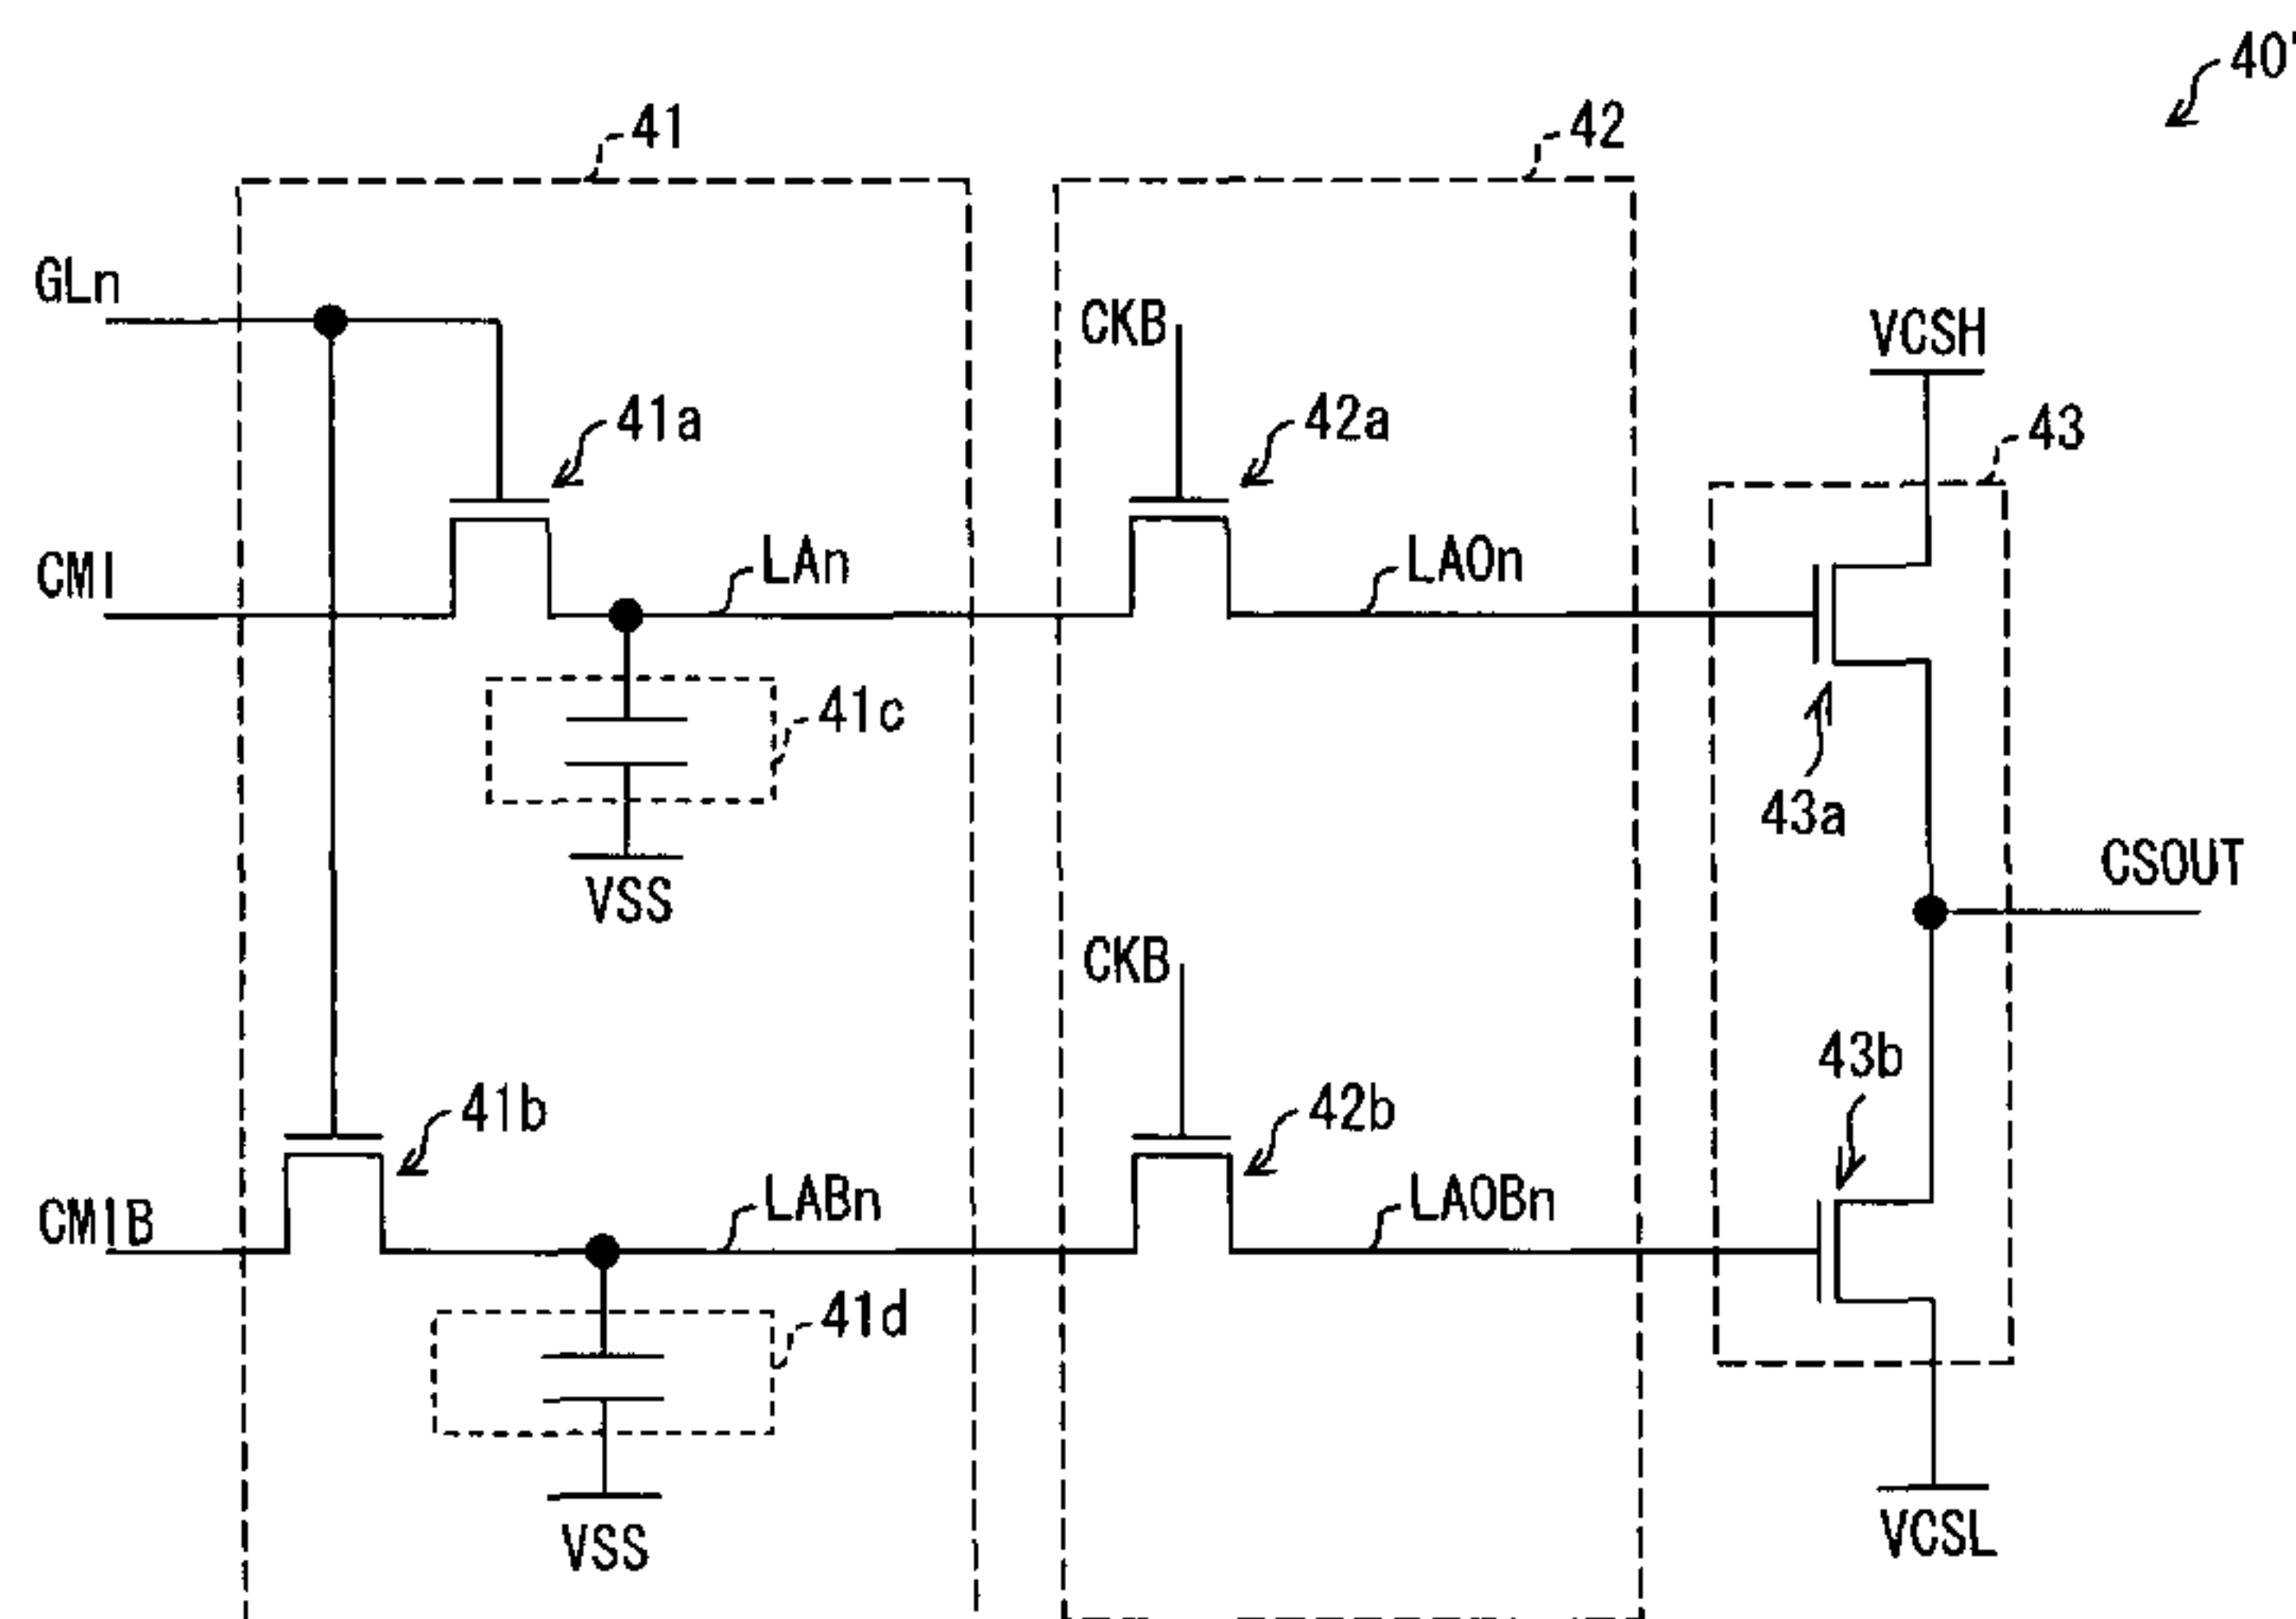 40'
41
42
GLn
CKB
VCSH
41a
42a
43
CMI
LAn
LAOn
41c
43a
VSS
CSOUT
CKB
43b
41b
42b
CMIB
LABn
LAOBn
41d
VSS
VCSL